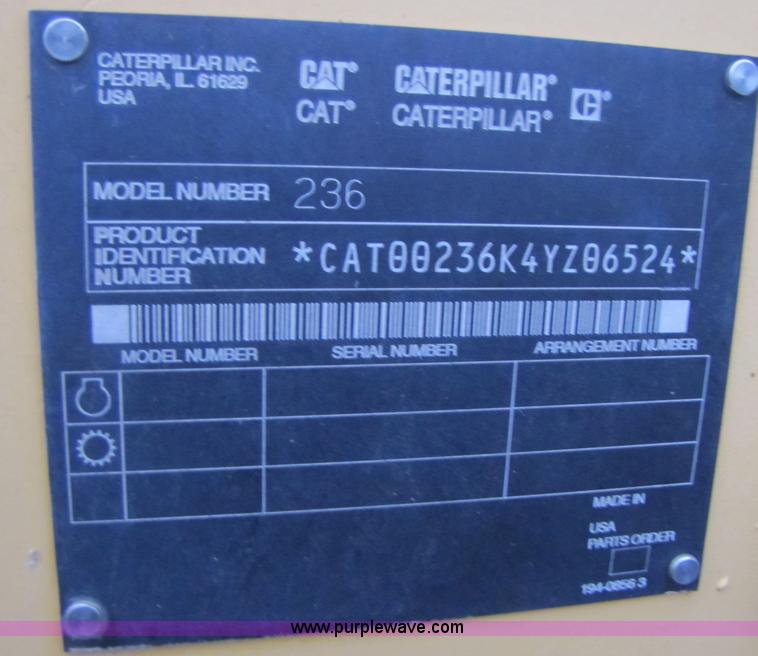 CATERPILLAR INC.
PEORIA, IL. 61629
USA
CAT® CATERPILLAR® C®
CAT® CATERPILLAR®
MODEL NUMBER 236
PRODUCT
IDENTIFICATION
NUMBER
*CAT00236K4YZ06524*
MODEL NUMBER SERIAL NUMBER ARRANGEMENT NUMBER
MADE IN
USA
PARTS ORDER
194-0856 3
www.purplewave.com